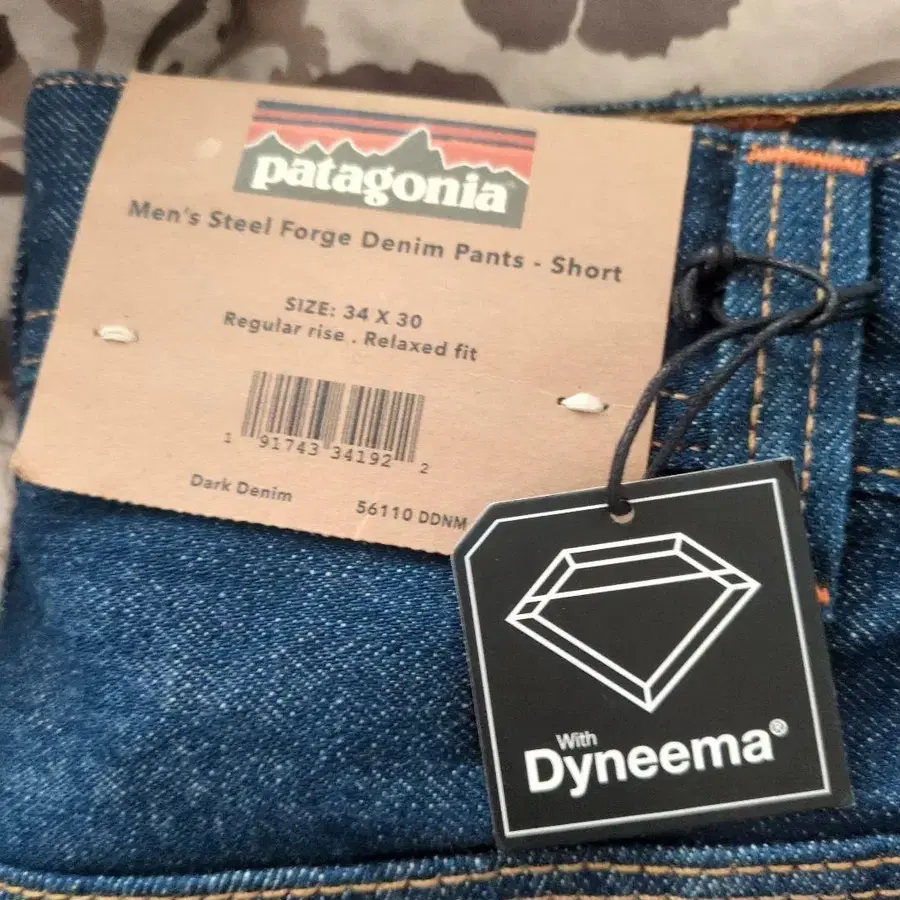 patagonia
Men's Steel Forge Denim Pants - Short
SIZE: 34 X 30
Regular rise . Relaxed fit
1 91743 34192 2
Dark Denim
56110 DDNM
With
Dyneema®